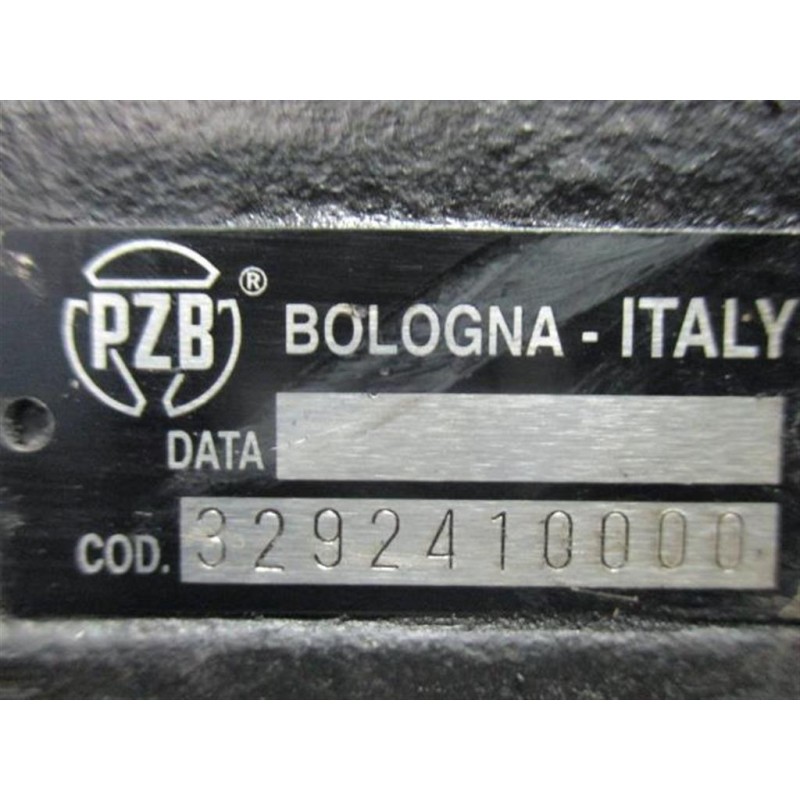 PZB ® BOLOGNA - ITALY
DATA
COD. 3292410000